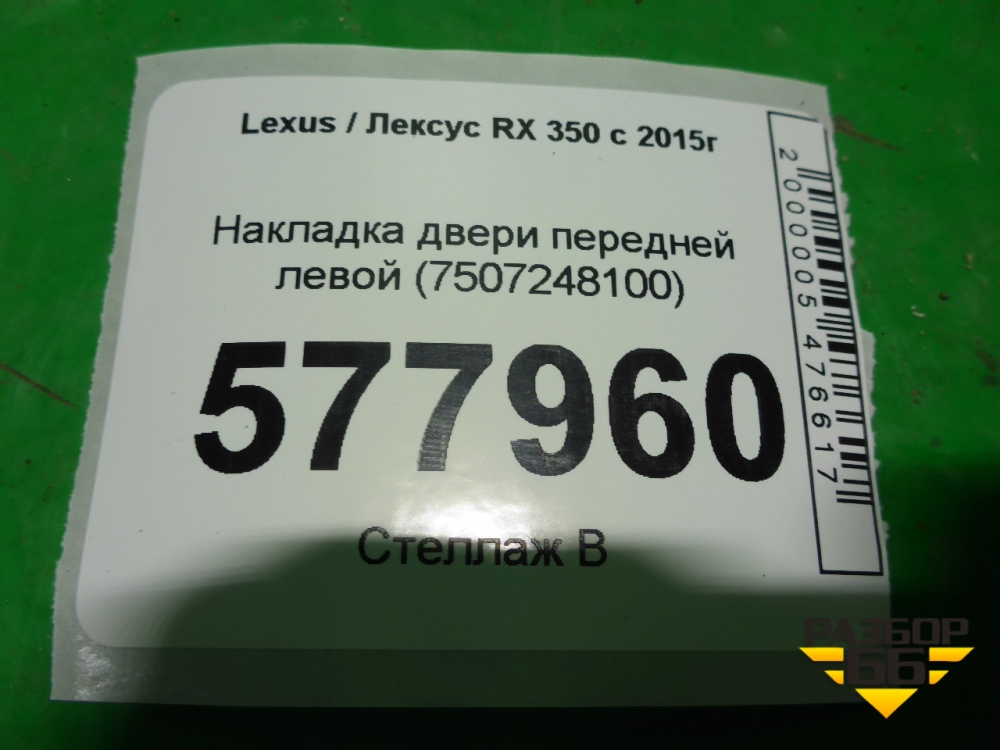 Lexus / Лексус RX 350 с 2015г
Накладка двери передней
левой (7507248100)
577960
Стеллаж В
2000005476617
РАЗБОР
66